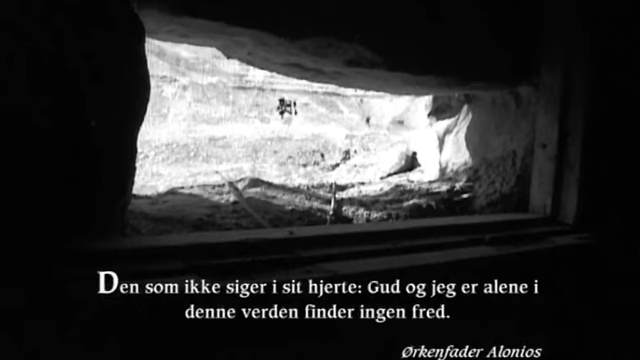 Den som ikke siger i sit hjerte: Gud og jeg er alene i
denne verden finder ingen fred.
Ørkenfader Alonios